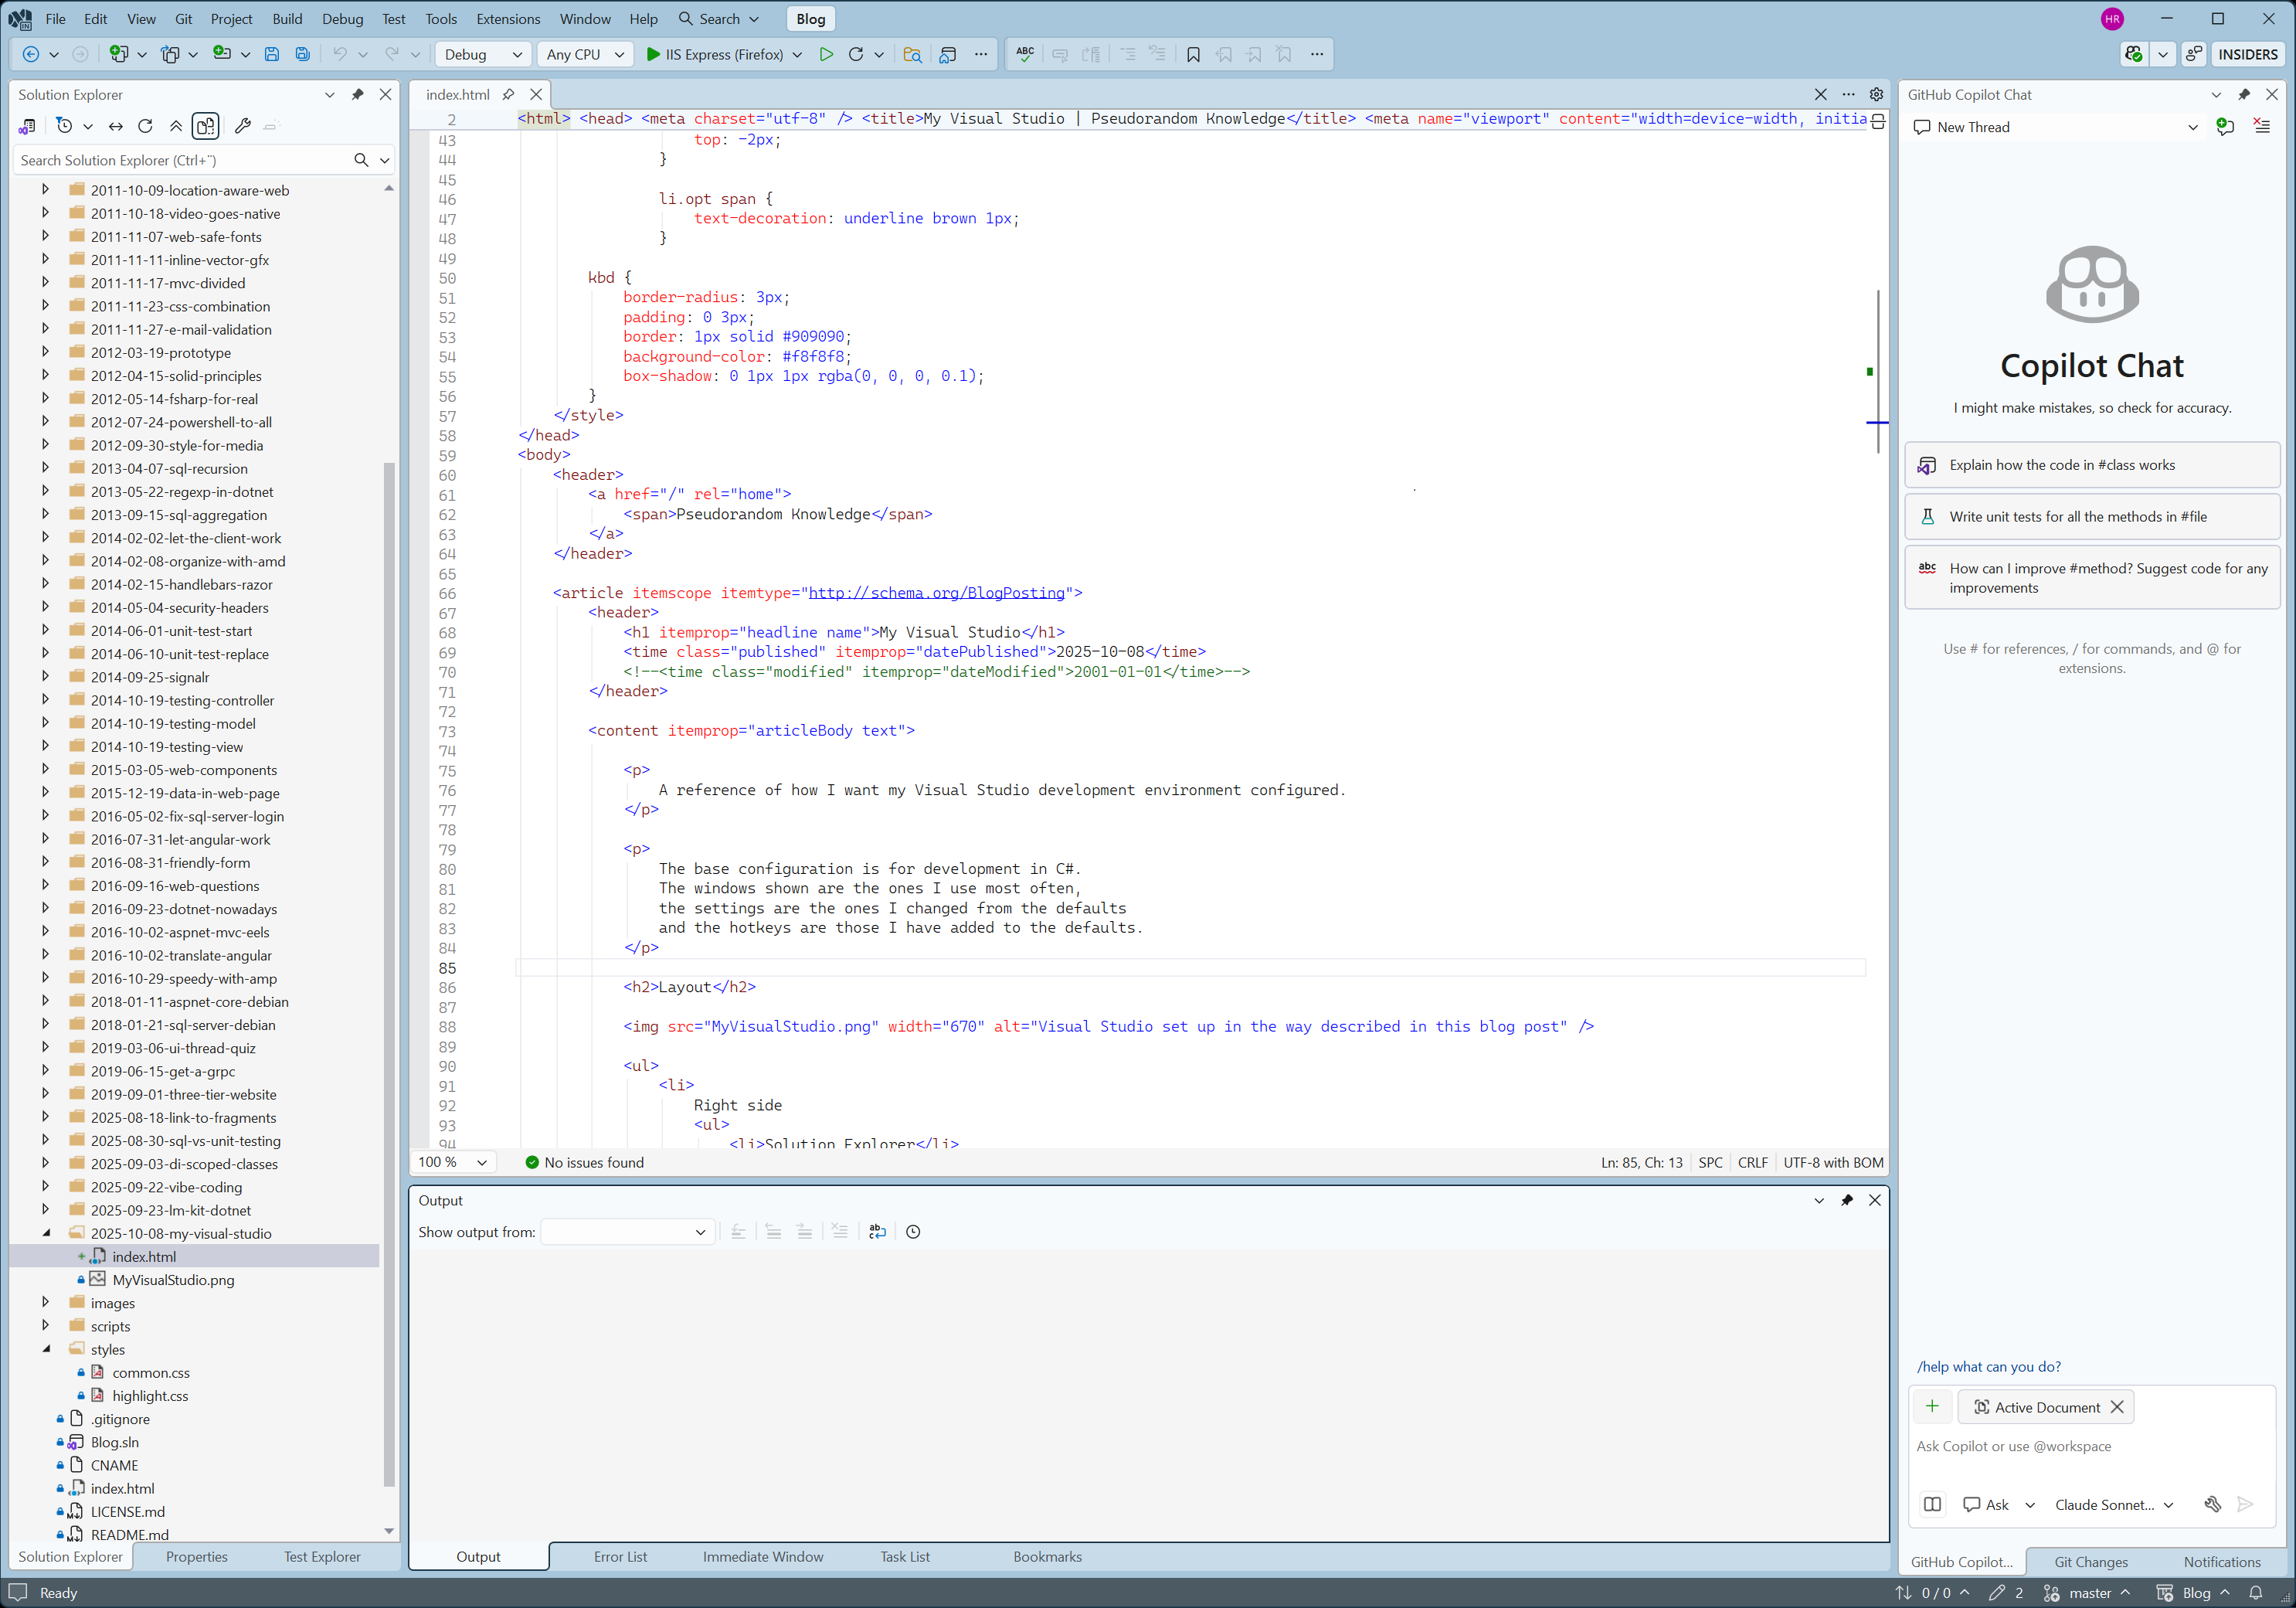 File Edit View Git Project Build Debug Test Tools Extensions Window Help Search Blog HR
Debug Any CPU IIS Express (Firefox) ABC INSIDERS
Solution Explorer
Search Solution Explorer (Ctrl+¨)
2011-10-09-location-aware-web
2011-10-18-video-goes-native
2011-11-07-web-safe-fonts
2011-11-11-inline-vector-gfx
2011-11-17-mvc-divided
2011-11-23-css-combination
2011-11-27-e-mail-validation
2012-03-19-prototype
2012-04-15-solid-principles
2012-05-14-fsharp-for-real
2012-07-24-powershell-to-all
2012-09-30-style-for-media
2013-04-07-sql-recursion
2013-05-22-regexp-in-dotnet
2013-09-15-sql-aggregation
2014-02-02-let-the-client-work
2014-02-08-organize-with-amd
2014-02-15-handlebars-razor
2014-05-04-security-headers
2014-06-01-unit-test-start
2014-06-10-unit-test-replace
2014-09-25-signalr
2014-10-19-testing-controller
2014-10-19-testing-model
2014-10-19-testing-view
2015-03-05-web-components
2015-12-19-data-in-web-page
2016-05-02-fix-sql-server-login
2016-07-31-let-angular-work
2016-08-31-friendly-form
2016-09-16-web-questions
2016-09-23-dotnet-nowadays
2016-10-02-aspnet-mvc-eels
2016-10-02-translate-angular
2016-10-29-speedy-with-amp
2018-01-11-aspnet-core-debian
2018-01-21-sql-server-debian
2019-03-06-ui-thread-quiz
2019-06-15-get-a-grpc
2019-09-01-three-tier-website
2025-08-18-link-to-fragments
2025-08-30-sql-vs-unit-testing
2025-09-03-di-scoped-classes
2025-09-22-vibe-coding
2025-09-23-lm-kit-dotnet
2025-10-08-my-visual-studio
index.html
MyVisualStudio.png
images
scripts
styles
common.css
highlight.css
.gitignore
Blog.sln
CNAME
index.html
LICENSE.md
README.md
Solution Explorer Properties Test Explorer
index.html
2 <html> <head> <meta charset="utf-8" /> <title>My Visual Studio | Pseudorandom Knowledge</title> <meta name="viewport" content="width=device-width, initia
43 top: -2px;
44 }
45
46 li.opt span {
47 text-decoration: underline brown 1px;
48 }
49
50 kbd {
51 border-radius: 3px;
52 padding: 0 3px;
53 border: 1px solid #909090;
54 background-color: #f8f8f8;
55 box-shadow: 0 1px 1px rgba(0, 0, 0, 0.1);
56 }
57 </style>
58 </head>
59 <body>
60 <header>
61 <a href="/" rel="home">
62 <span>Pseudorandom Knowledge</span>
63 </a>
64 </header>
65
66 <article itemscope itemtype="http://schema.org/BlogPosting">
67 <header>
68 <h1 itemprop="headline name">My Visual Studio</h1>
69 <time class="published" itemprop="datePublished">2025-10-08</time>
70 <!--<time class="modified" itemprop="dateModified">2001-01-01</time>-->
71 </header>
72
73 <content itemprop="articleBody text">
74
75 <p>
76 A reference of how I want my Visual Studio development environment configured.
77 </p>
78
79 <p>
80 The base configuration is for development in C#.
81 The windows shown are the ones I use most often,
82 the settings are the ones I changed from the defaults
83 and the hotkeys are those I have added to the defaults.
84 </p>
85
86 <h2>Layout</h2>
87
88 <img src="MyVisualStudio.png" width="670" alt="Visual Studio set up in the way described in this blog post" />
89
90 <ul>
91 <li>
92 Right side
93 <ul>
94 <li>Solution Explorer</li>
100 % No issues found Ln: 85, Ch: 13 SPC CRLF UTF-8 with BOM
Output
Show output from:
Output Error List Immediate Window Task List Bookmarks
GitHub Copilot Chat
New Thread
Copilot Chat
I might make mistakes, so check for accuracy.
Explain how the code in #class works
Write unit tests for all the methods in #file
abc How can I improve #method? Suggest code for any
improvements
Use # for references, / for commands, and @ for
extensions.
/help what can you do?
Active Document
Ask Copilot or use @workspace
Ask Claude Sonnet...
GitHub Copilot... Git Changes Notifications
Ready 0 / 0 2 master Blog